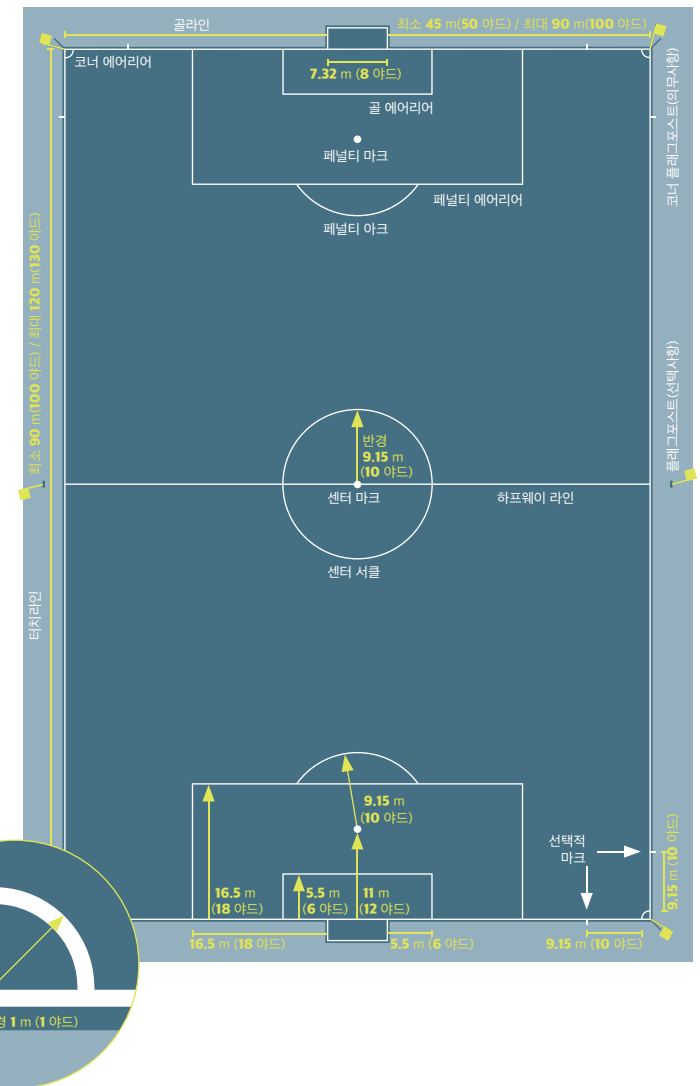 골라인
최소 45 m(50 야드) / 최대 90 m(100 야드)
코너 에어리어
7.32 m (8 야드)
골 에어리어
페널티 마크
페널티 에어리어
페널티 아크
코너 플래그포스트(의무사항)
최소 90 m(100 야드) / 최대 120 m(130 야드)
플래그포스트(선택사항)
반경
9.15 m
(10 야드)
센터 마크
하프웨이 라인
센터 서클
터치라인
9.15 m
(10 야드)
선택적
마크
9.15 m (10 야드)
16.5 m
(18 야드)
5.5 m
(6 야드)
11 m
(12 야드)
16.5 m (18 야드)
5.5 m (6 야드)
9.15 m (10 야드)
1 m (1 야드)